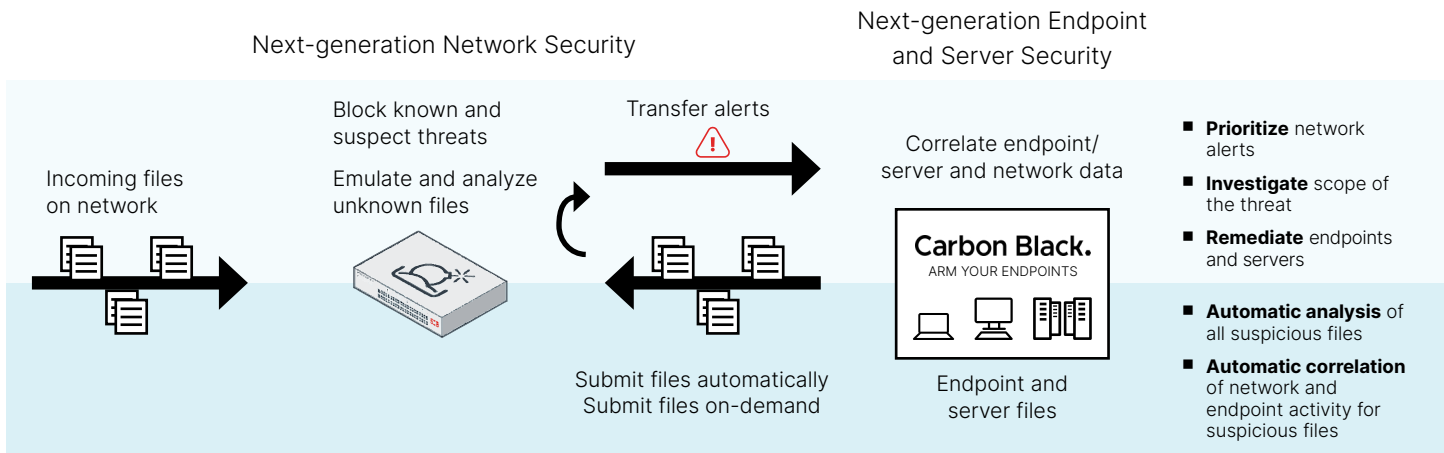 Next-generation Network Security
Next-generation Endpoint
and Server Security
Incoming files
on network
Block known and
suspect threats
Emulate and analyze
unknown files
Transfer alerts
Submit files automatically
Submit files on-demand
Correlate endpoint/
server and network data
Carbon Black.
ARM YOUR ENDPOINTS
Endpoint and
server files
■ Prioritize network
alerts
■ Investigate scope of
the threat
■ Remediate endpoints
and servers
■ Automatic analysis of
all suspicious files
■ Automatic correlation
of network and
endpoint activity for
suspicious files